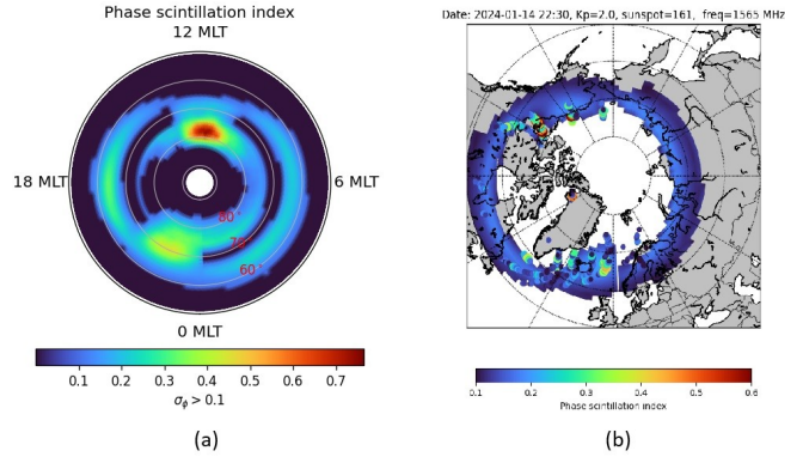 Phase scintillation index
12 MLT
18 MLT
6 MLT
80°
70°
60°
0 MLT
0.1 0.2 0.3 0.4 0.5 0.6 0.7
σϕ > 0.1
(a)
Date: 2024-01-14 22:30, Kp=2.0, sunspot=161, freq=1565 MHz
0.1 0.2 0.3 0.4 0.5 0.6
Phase scintillation index
(b)